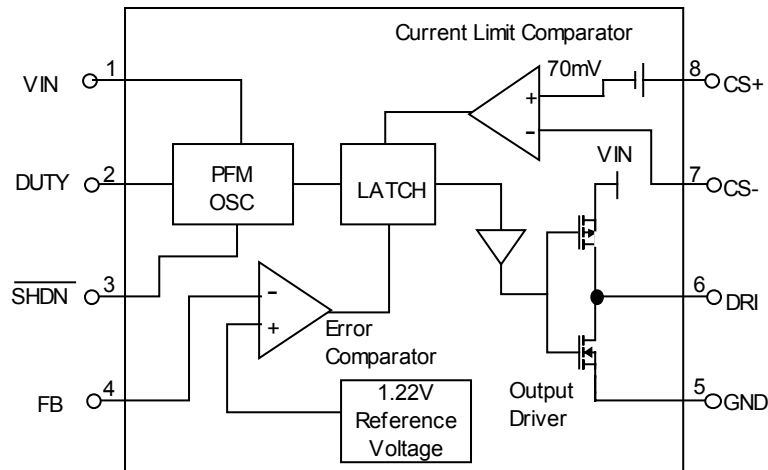 Current Limit Comparator
VIN
1
70mV
8
CS+
+
-
DUTY
2
PFM
OSC
LATCH
VIN
7
CS-
SHDN
3
-
+
Error
Comparator
6
DRI
FB
4
1.22V
Reference
Voltage
Output
Driver
5
GND